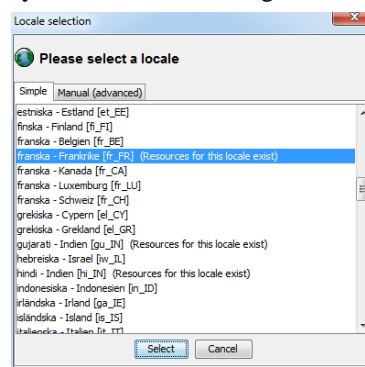 Locale selection
Please select a locale
Simple Manual (advanced)
estniska - Estland [et_EE]
finska - Finland [fi_FI]
franska - Belgien [fr_BE]
franska - Frankrike [fr_FR] (Resources for this locale exist)
franska - Kanada [fr_CA]
franska - Luxemburg [fr_LU]
franska - Schweiz [fr_CH]
grekiska - Cypern [el_CY]
grekiska - Grekland [el_GR]
gujarati - Indien [gu_IN] (Resources for this locale exist)
hebreiska - Israel [iw_IL]
hindi - Indien [hi_IN] (Resources for this locale exist)
indonesiska - Indonesien [in_ID]
irländska - Irland [ga_IE]
isländska - Island [is_IS]
italienska - Italien [it_IT]
Select Cancel